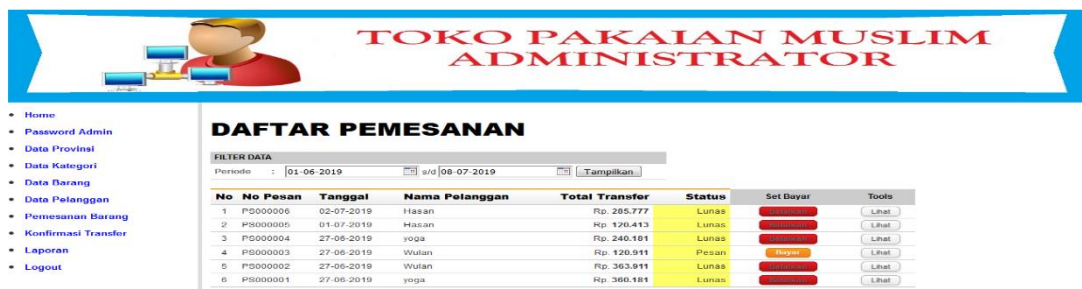 TOKO PAKAIAN MUSLIM
ADMINISTRATOR
Home
Password Admin
Data Provinsi
Data Kategori
Data Barang
Data Pelanggan
Pemesanan Barang
Konfirmasi Transfer
Laporan
Logout
DAFTAR PEMESANAN
FILTER DATA
Periode : 01-06-2019 s/d 08-07-2019 Tampilkan
No No Pesan Tanggal Nama Pelanggan Total Transfer Status Set Bayar Tools
1 PS000006 02-07-2019 Hasan Rp. 285.777 Lunas Lihat
2 PS000005 01-07-2019 Hasan Rp. 120.413 Lunas Lihat
3 PS000004 27-06-2019 yoga Rp. 240.181 Lunas Lihat
4 PS000003 27-06-2019 Wulan Rp. 120.911 Pesan Bayar Lihat
5 PS000002 27-06-2019 Wulan Rp. 363.911 Lunas Lihat
6 PS000001 27-06-2019 yoga Rp. 360.181 Lunas Lihat